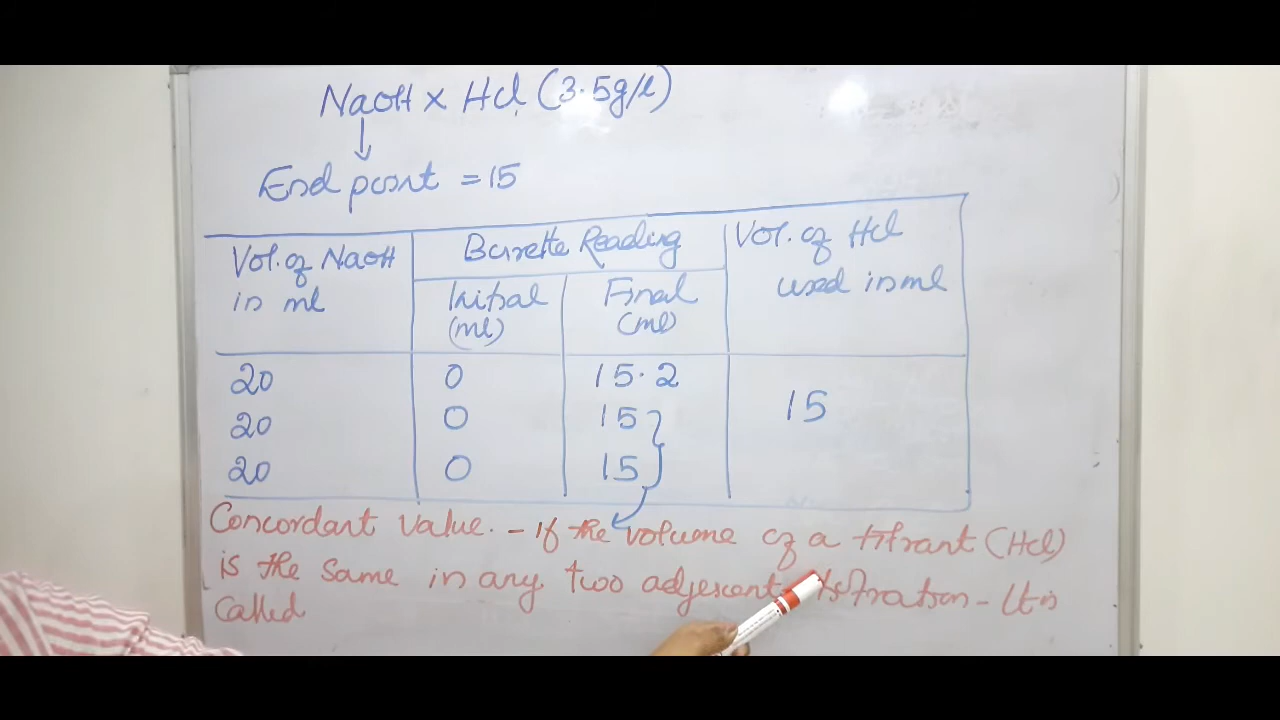 NaOH x HCl (3.5g/l)
End point = 15
Vol. of NaOH in ml
Burette Reading
Vol. of HCl used in ml
Initial (ml)
Final (ml)
20 0 15.2
20 0 15 15
20 0 15
Concordant Value. - If the volume of a titrant (HCl)
is the same in any two adjescent titration - It is
Called